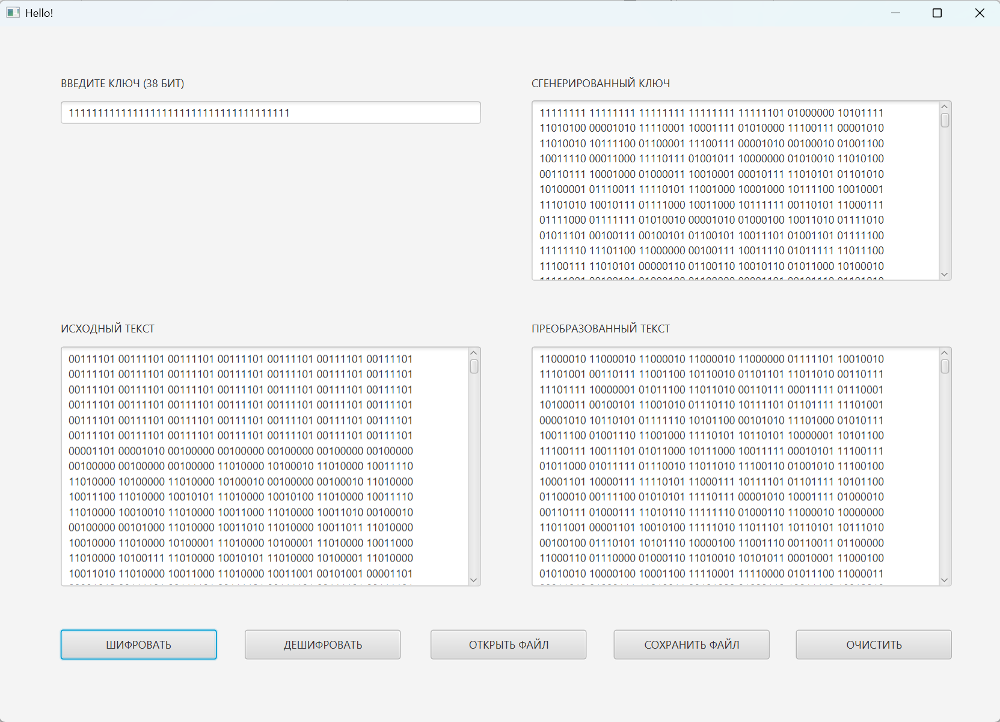 Hello!
ВВЕДИТЕ КЛЮЧ (38 БИТ)
11111111111111111111111111111111111111
СГЕНЕРИРОВАННЫЙ КЛЮЧ
11111111 11111111 11111111 11111111 11111101 01000000 10101111
11010100 00001010 11110001 10001111 01010000 11100111 00001010
11010010 10111100 01100001 11100111 00001010 00100010 01001100
10011110 00011000 11110111 01001011 10000000 01010010 11010100
00110111 10001000 01000011 10010001 00010111 11010101 01101010
10100001 01110011 11110101 11001000 10001000 10111100 10010001
11101010 10010111 01111000 10011000 10111111 00110101 11000111
01111000 01111111 01010010 00001010 01000100 10011010 01111010
01011101 00100111 00100101 01100101 10011101 01001101 01111100
11111110 11101100 11000000 00100111 10011110 01011111 11011100
11100111 11010101 00000110 01100110 10010110 01011000 10100010
ИСХОДНЫЙ ТЕКСТ
00111101 00111101 00111101 00111101 00111101 00111101 00111101
00111101 00111101 00111101 00111101 00111101 00111101 00111101
00111101 00111101 00111101 00111101 00111101 00111101 00111101
00111101 00111101 00111101 00111101 00111101 00111101 00111101
00111101 00111101 00111101 00111101 00111101 00111101 00111101
00111101 00111101 00111101 00111101 00111101 00111101 00111101
00001101 00001010 00100000 00100000 00100000 00100000 00100000
00100000 00100000 00100000 11010000 10100010 11010000 10011110
11010000 10100000 11010000 10100010 00100000 00100010 11010000
10011100 11010000 10010101 11010000 10010100 11010000 10011110
11010000 10010010 11010000 10011000 11010000 10011010 00100010
00100000 00101000 11010000 10011010 11010000 10011011 11010000
10010000 11010000 10100001 11010000 10100001 11010000 10011000
11010000 10100111 11010000 10010101 11010000 10100001 11010000
10011010 11010000 10011000 11010000 10011001 00101001 00001101
ПРЕОБРАЗОВАННЫЙ ТЕКСТ
11000010 11000010 11000010 11000010 11000000 01111101 10010010
11101001 00110111 11001100 10110010 01101101 11011010 00110111
11101111 10000001 01011100 11011010 00110111 00011111 01110001
10100011 00100101 11001010 01110110 10111101 01101111 11101001
00001010 10110101 01111110 10101100 00101010 11101000 01010111
10011100 01001110 11001000 11110101 10110101 10000001 10101100
11100111 10011101 01011000 10111000 10011111 00010101 11100111
01011000 01011111 01110010 11011010 11100110 01001010 11100100
10001101 10000111 11110101 11000111 10111101 01101111 10101100
01100010 00111100 01010101 11110111 00001010 10001111 01000010
00110111 01000111 11010110 11111110 01000110 11000010 10000000
11011001 00001101 10010100 11111010 11011101 10110101 10111010
00100100 01110101 10101110 10000100 11001110 00110011 01100000
11000110 01110000 01000110 11010010 10101011 00010001 11000100
01010010 10000100 10001100 11110001 11110000 01011100 11000011
ШИФРОВАТЬ
ДЕШИФРОВАТЬ
ОТКРЫТЬ ФАЙЛ
СОХРАНИТЬ ФАЙЛ
ОЧИСТИТЬ